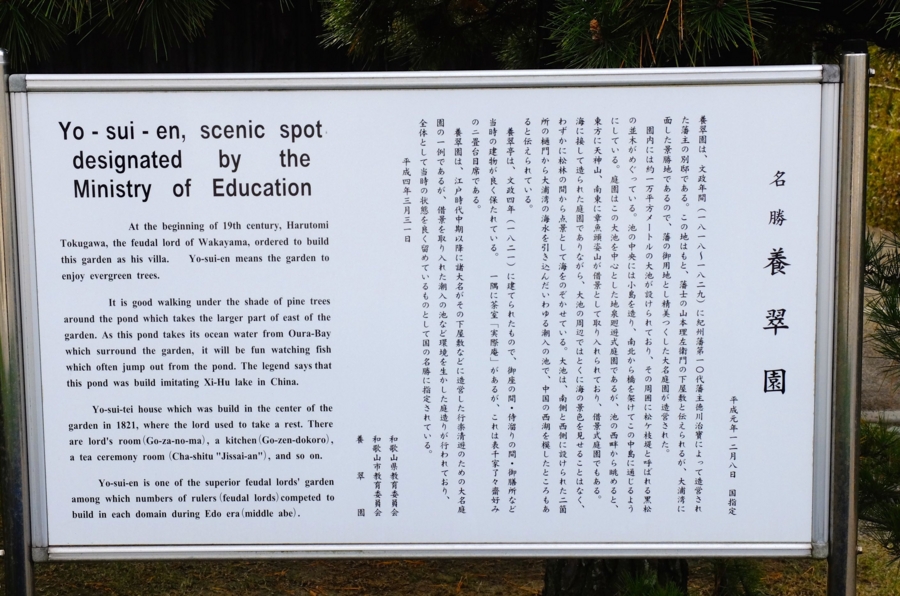 Yo - sui - en, scenic spot
designated by the
Ministry of Education
At the beginning of 19th century, Harutomi
Tokugawa, the feudal lord of Wakayama, ordered to build
this garden as his villa. Yo-sui-en means the garden to
enjoy evergreen trees.
It is good walking under the shade of pine trees
around the pond which takes the larger part of east of the
garden. As this pond takes its ocean water from Oura-Bay
which surround the garden, it will be fun watching fish
which often jump out from the pond. The legend says that
this pond was build imitating Xi-Hu lake in China.
Yo-sui-tei house which was build in the center of the
garden in 1821, where the lord used to take a rest. There
are lord's room(Go-za-no-ma), a kitchen(Go-zen-dokoro),
a tea ceremony room (Cha-shitu "Jissai-an"), and so on.
Yo-sui-en is one of the superior feudal lords' garden
among which numbers of rulers(feudal lords)competed to
build in each domain during Edo era(middle abe).
名勝 養翠園
平成元年一二月八日 国指定
養翠園は、文政年間(一八一八~一八二九)に紀州藩第一〇代藩主徳川治寶によって造営され
た藩主の別邸である。この地はもと、藩士の山本理左衛門の下屋敷と伝えられるが、大浦湾に
面した景勝地であるので、藩の御用地とし精美つくした大名庭園が造営された。
園内には約一万平方メートルの大池が設けられており、その周囲に松ケ枝堤と呼ばれる黒松
の並木がめぐっている。池の中央には小島を造り、南北から橋を架けてこの中島に通じるよう
にしている。庭園はこの大池を中心とした池泉廻遊式庭園であるが、池の西畔から眺めると、
東方に天神山、南東に章魚頭姿山が借景として取り入れられており、借景式庭園でもある。
海に接して造られた庭園でありながら、大池の周辺ではとくに海の景色を見せることはなく、
わずかに松林の間から点景として海をのぞかせている。大池は、南側と西側に設けられた二箇
所の樋門から大浦湾の海水を引き込んだいわゆる潮入の池で、中国の西湖を模したところもあ
ると伝えられている。
養翠亭は、文政四年(一八二一)に建てられたもので、御座の間・侍溜りの間・御膳所など
当時の建物が良く保たれている。一隅に茶室「実際庵」があるが、これは表千家了々斎好み
の二畳台目席である。
養翠園は、江戸時代中期以降に諸大名がその下屋敷などに造営した行楽清遊のための大名庭
園の一例であるが、借景を取り入れた潮入の池など環境を生かした庭造りが行われており、
全体として当時の状態を良く留めているものとして国の名勝に指定されている。
平成四年三月三一日
和歌山県教育委員会
和歌山市教育委員会
養翠園